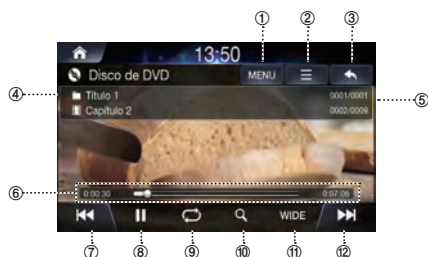 ① ② ③
13:50
Disco de DVD MENU
④ Título 1 0001/0001 ⑤
Capítulo 2 0002/0009
⑥ 0:00:30 0:07:06
WIDE
⑦ ⑧ ⑨ ⑩ ⑪ ⑫